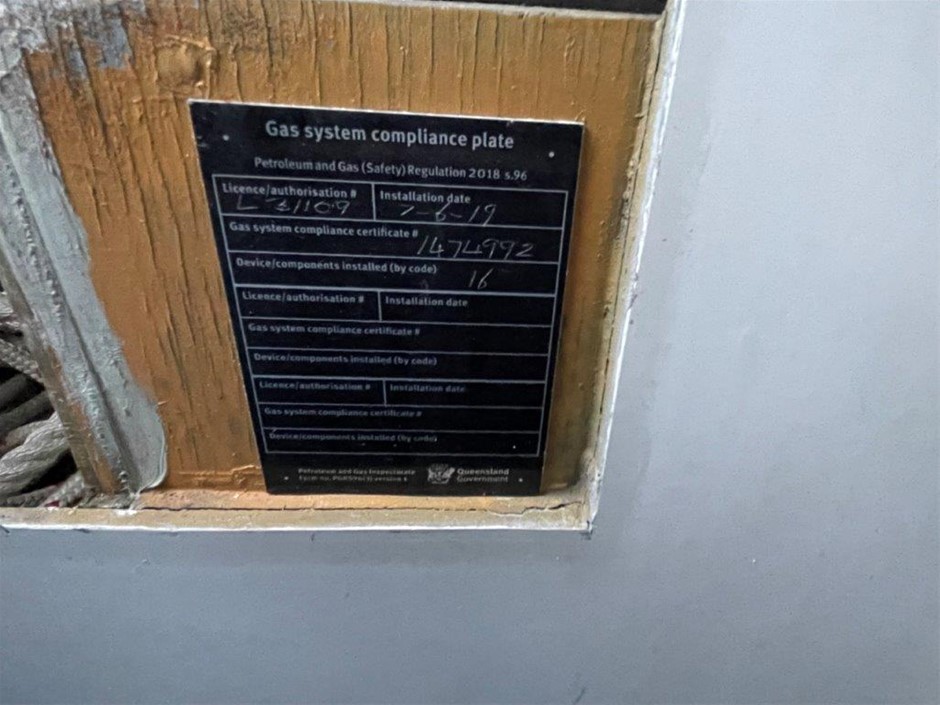 Gas system compliance plate
Petroleum and Gas (Safety) Regulation 2018 s.96
Licence/authorisation # Installation date
7-6-19
Gas system compliance certificate #
1474992
Device/components installed (by code) 16
Licence/authorisation # Installation date
Gas system compliance certificate #
Device/components installed (by code)
Licence/authorisation # Installation date
Gas system compliance certificate #
Device/components installed (by code)
Petroleum and Gas Inspectorate Queensland
Government